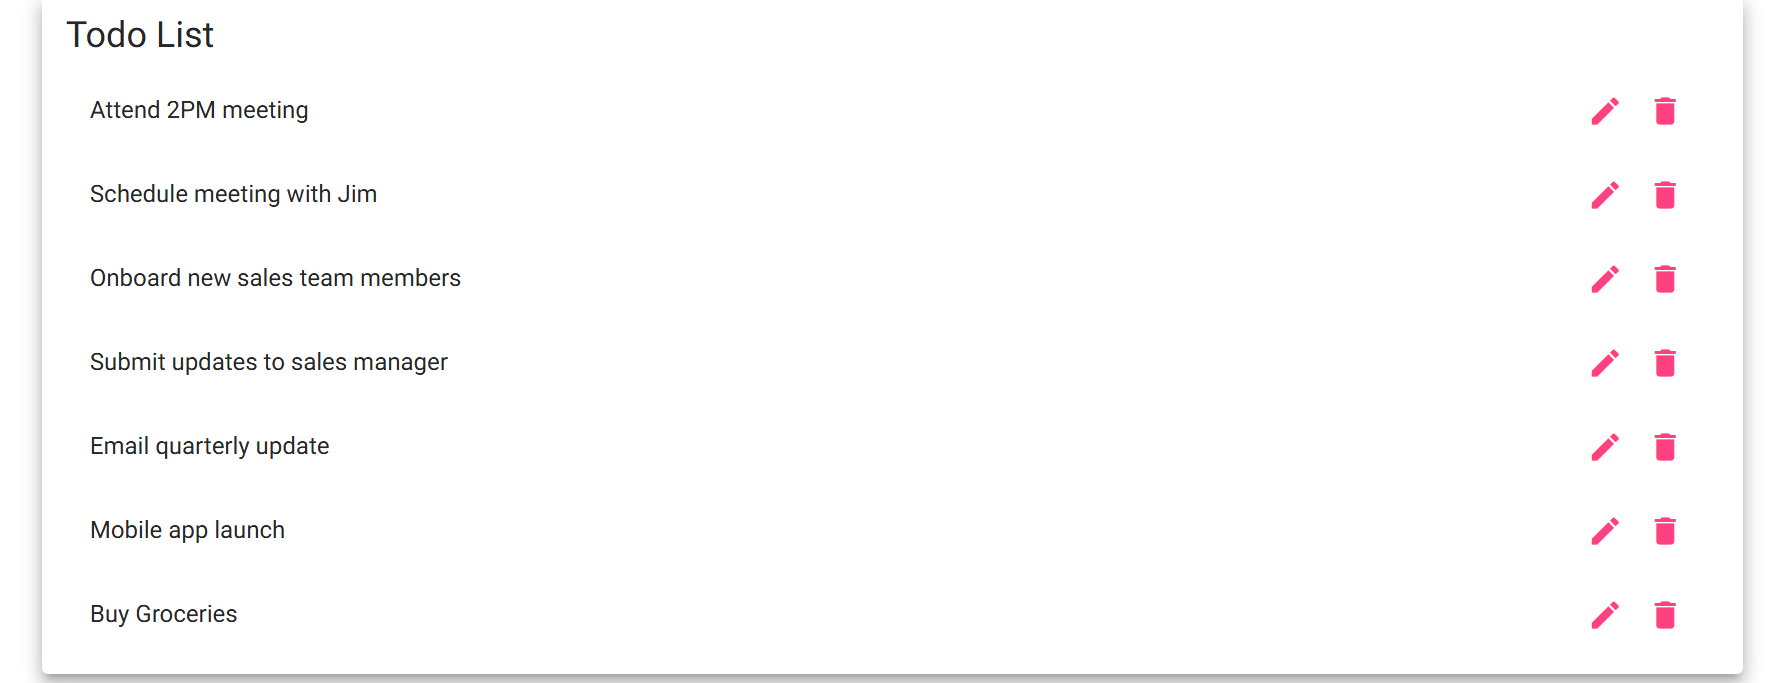 Todo List
Attend 2PM meeting
Schedule meeting with Jim
Onboard new sales team members
Submit updates to sales manager
Email quarterly update
Mobile app launch
Buy Groceries